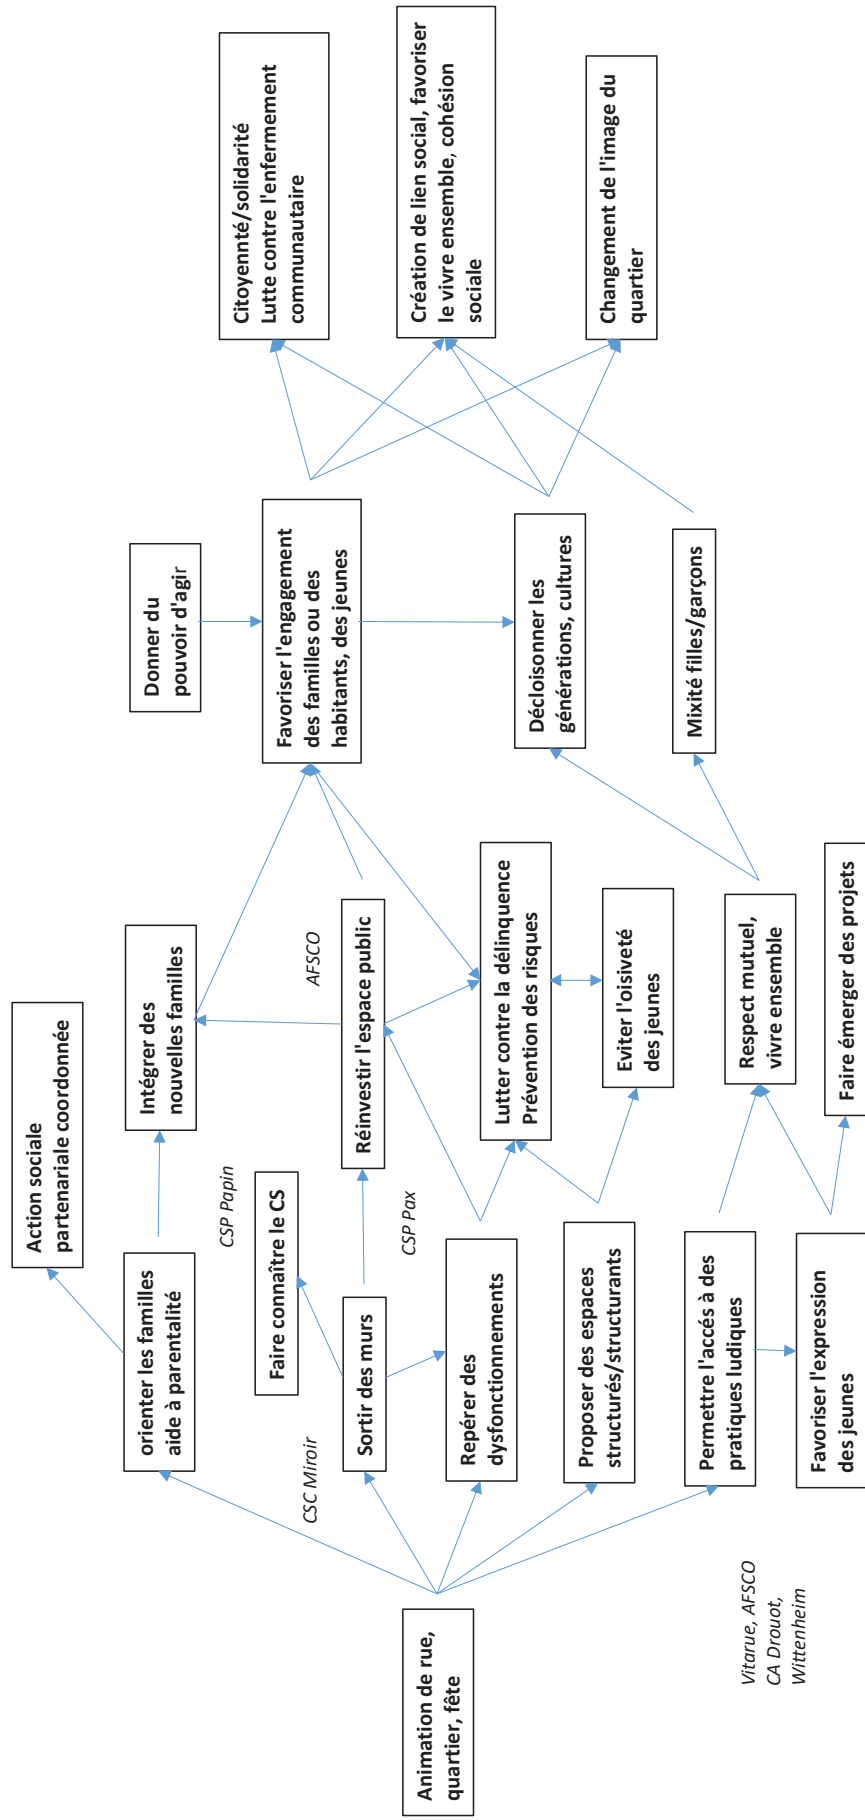 Animation de rue,
quartier, fête
Vitarue, AFSCO
CA Drouot,
Wittenheim
orienter les familles
aide à parentalité
CSC Miroir
Sortir des murs
Repérer des
dysfonctionnements
Proposer des espaces
structurés/structurants
Permettre l'accés à des
pratiques ludiques
Favoriser l'expression
des jeunes
Action sociale
partenariale coordonnée
CSP Papin
Faire connaître le CS
CSP Pax
Intégrer des
nouvelles familles
AFSCO
Réinvestir l'espace public
Lutter contre la délinquence
Prévention des risques
Eviter l'oisiveté
des jeunes
Respect mutuel,
vivre ensemble
Faire émerger des projets
Donner du
pouvoir d'agir
Favoriser l'engagement
des familles ou des
habitants, des jeunes
Décloisonner les
générations, cultures
Mixité filles/garçons
Citoyennté/solidarité
Lutte contre l'enfermement
communautaire
Création de lien social, favoriser
le vivre ensemble, cohésion
sociale
Changement de l'image du
quartier